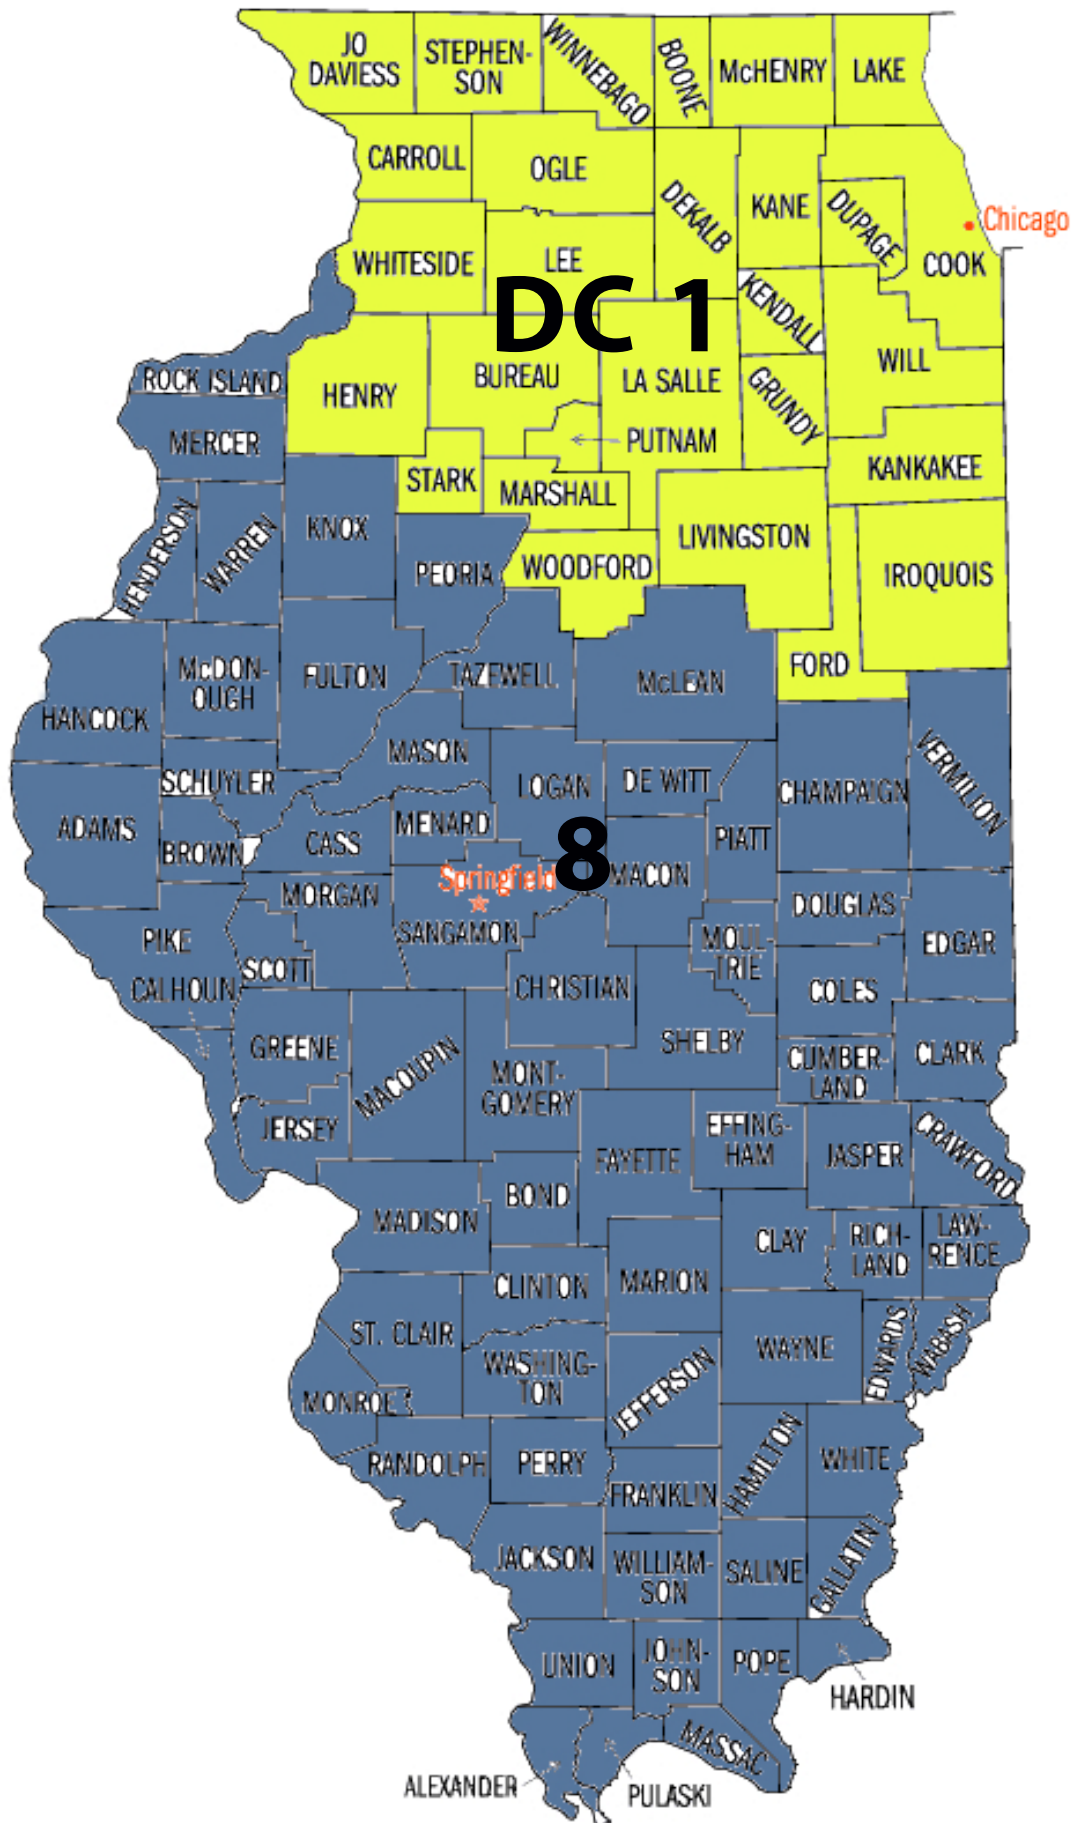 JO
DAVIESS
STEPHEN-
SON
WINNEBAGO
BOONE
McHENRY
LAKE
CARROLL
OGLE
DEKALB
KANE
DUPAGE
Chicago
COOK
WHITESIDE
LEE
DC 1
KENDALL
WILL
ROCK ISLAND
HENRY
BUREAU
LA SALLE
GRUNDY
PUTNAM
MERCER
STARK
MARSHALL
KANKAKEE
HENDERSON
WARREN
KNOX
PEORIA
WOODFORD
LIVINGSTON
IROQUOIS
FORD
HANCOCK
McDON-
OUGH
FULTON
TAZEWELL
McLEAN
SCHUYLER
MASON
LOGAN
DE WITT
CHAMPAIGN
VERMILION
ADAMS
BROWN
CASS
MENARD
8
PIATT
MACON
Springfield
MORGAN
SANGAMON
DOUGLAS
EDGAR
PIKE
SCOTT
CALHOUN
CHRISTIAN
MOUL-
TRIE
COLES
GREENE
MACOUPIN
MONT-
GOMERY
SHELBY
CUMBER-
LAND
CLARK
JERSEY
FAYETTE
EFFING-
HAM
JASPER
CRAWFORD
MADISON
BOND
CLAY
RICH-
LAND
LAW-
RENCE
CLINTON
MARION
ST. CLAIR
WASHING-
TON
JEFFERSON
WAYNE
EDWARDS
WABASH
MONROE
RANDOLPH
PERRY
FRANKLIN
HAMILTON
WHITE
JACKSON
WILLIAM-
SON
SALINE
GALLATIN
UNION
JOHN-
SON
POPE
HARDIN
ALEXANDER
PULASKI
MASSAC